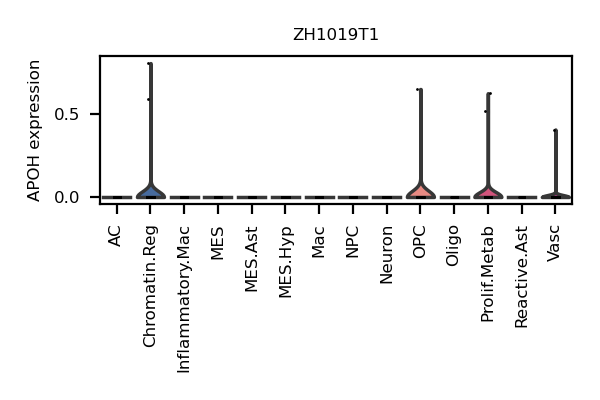 ZH1019T1
APOH expression
0.5
0.0
AC
Chromatin.Reg
Inflammatory.Mac
MES
MES.Ast
MES.Hyp
Mac
NPC
Neuron
OPC
Oligo
Prolif.Metab
Reactive.Ast
Vasc